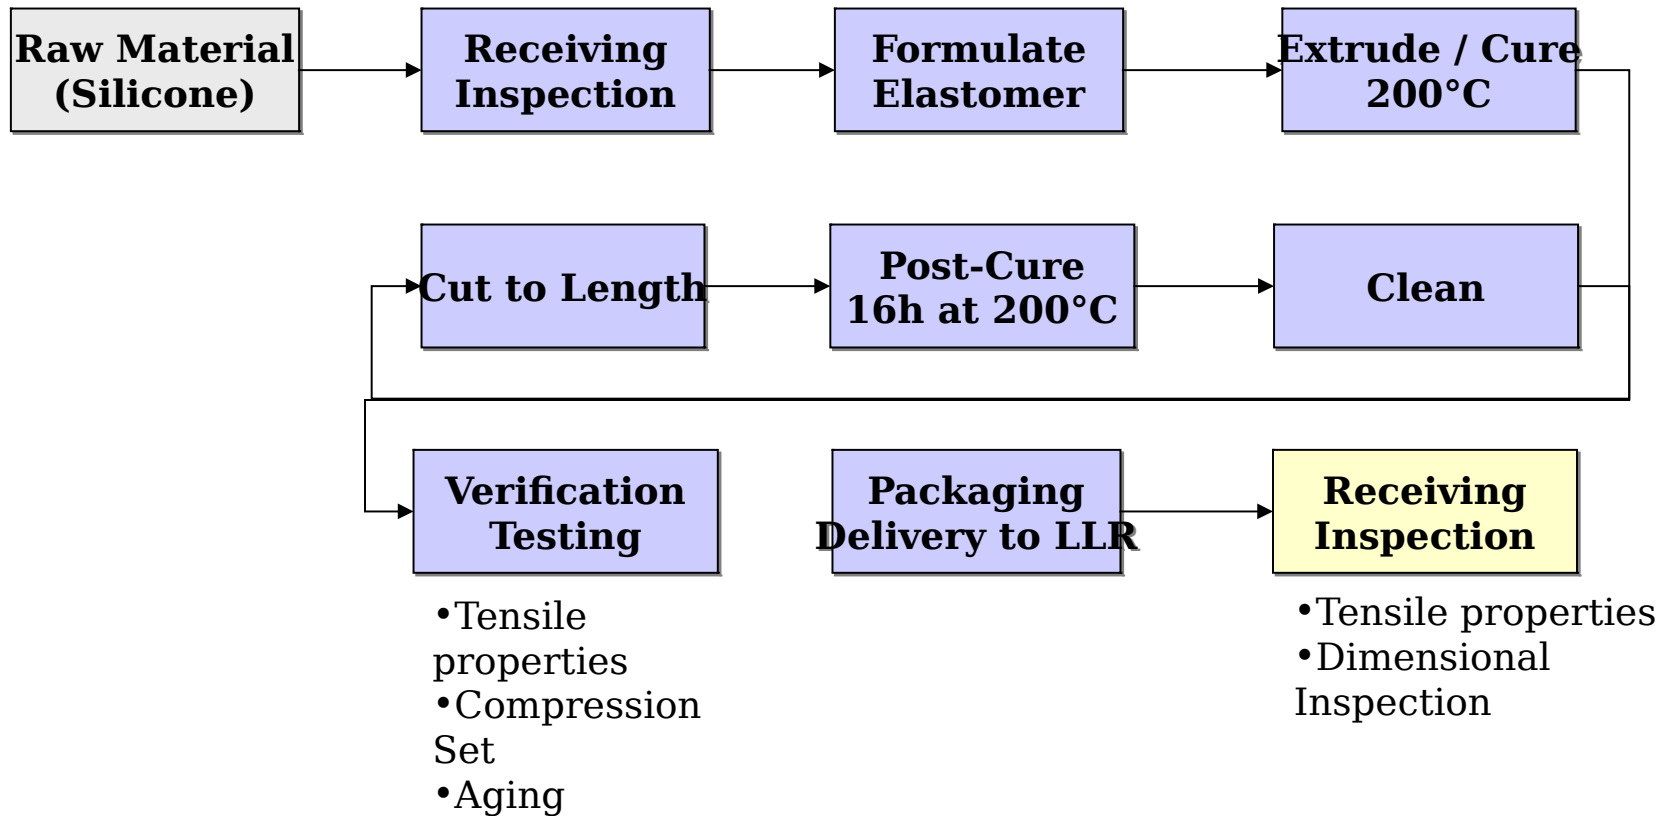 Raw Material
(Silicone)
Receiving
Inspection
Formulate
Elastomer
Extrude / Cure
200°C
Cut to Length
Post-Cure
16h at 200°C
Clean
Verification
Testing
Packaging
Delivery to LLR
Receiving
Inspection
•Tensile
properties
•Compression
Set
•Aging
•Tensile properties
•Dimensional
Inspection